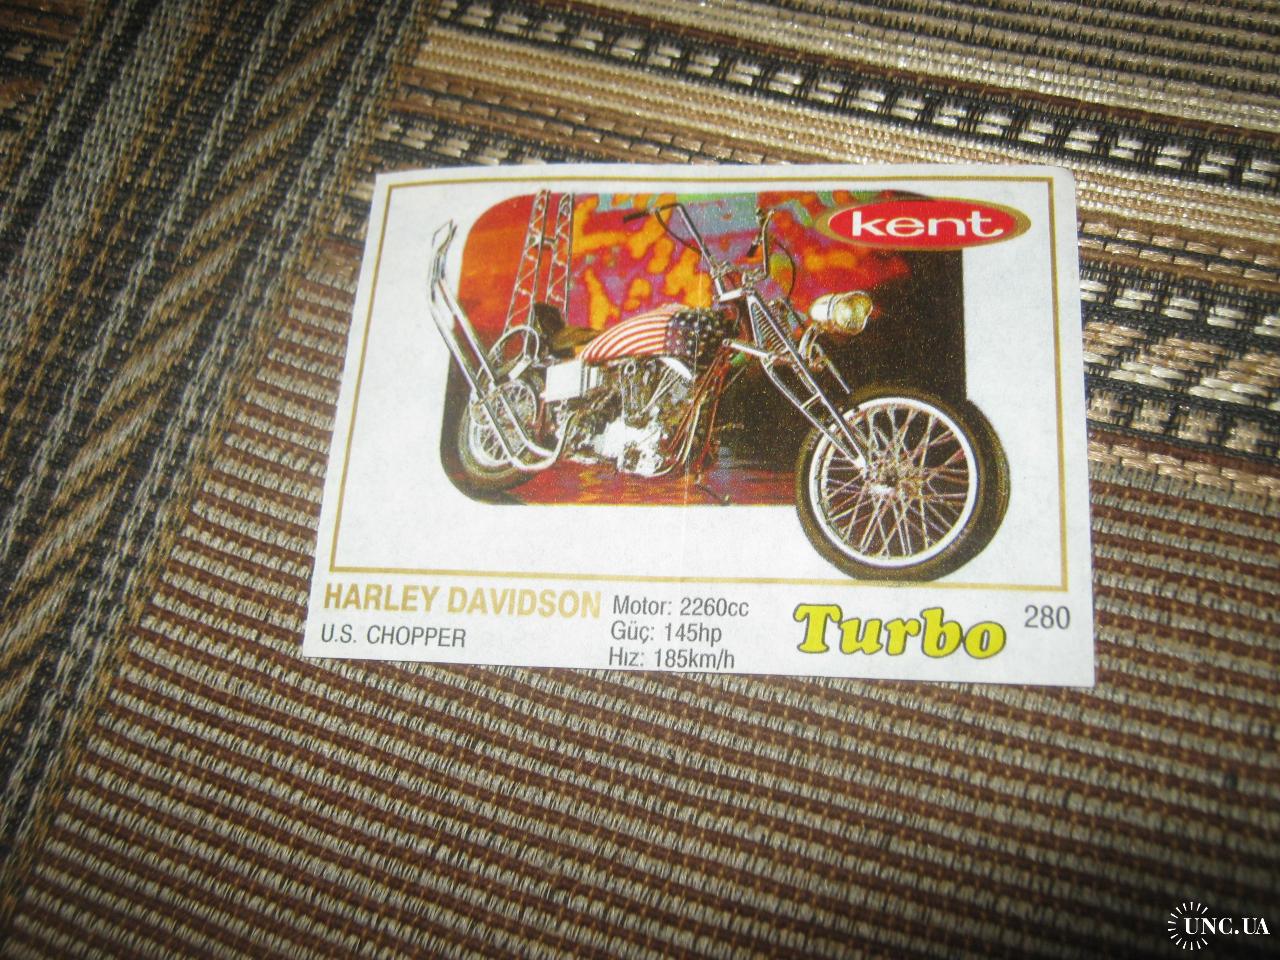 kent
HARLEY DAVIDSON
U.S. CHOPPER
Motor: 2260cc
Güç: 145hp
Hız: 185km/h
Turbo
280
UNC.UA